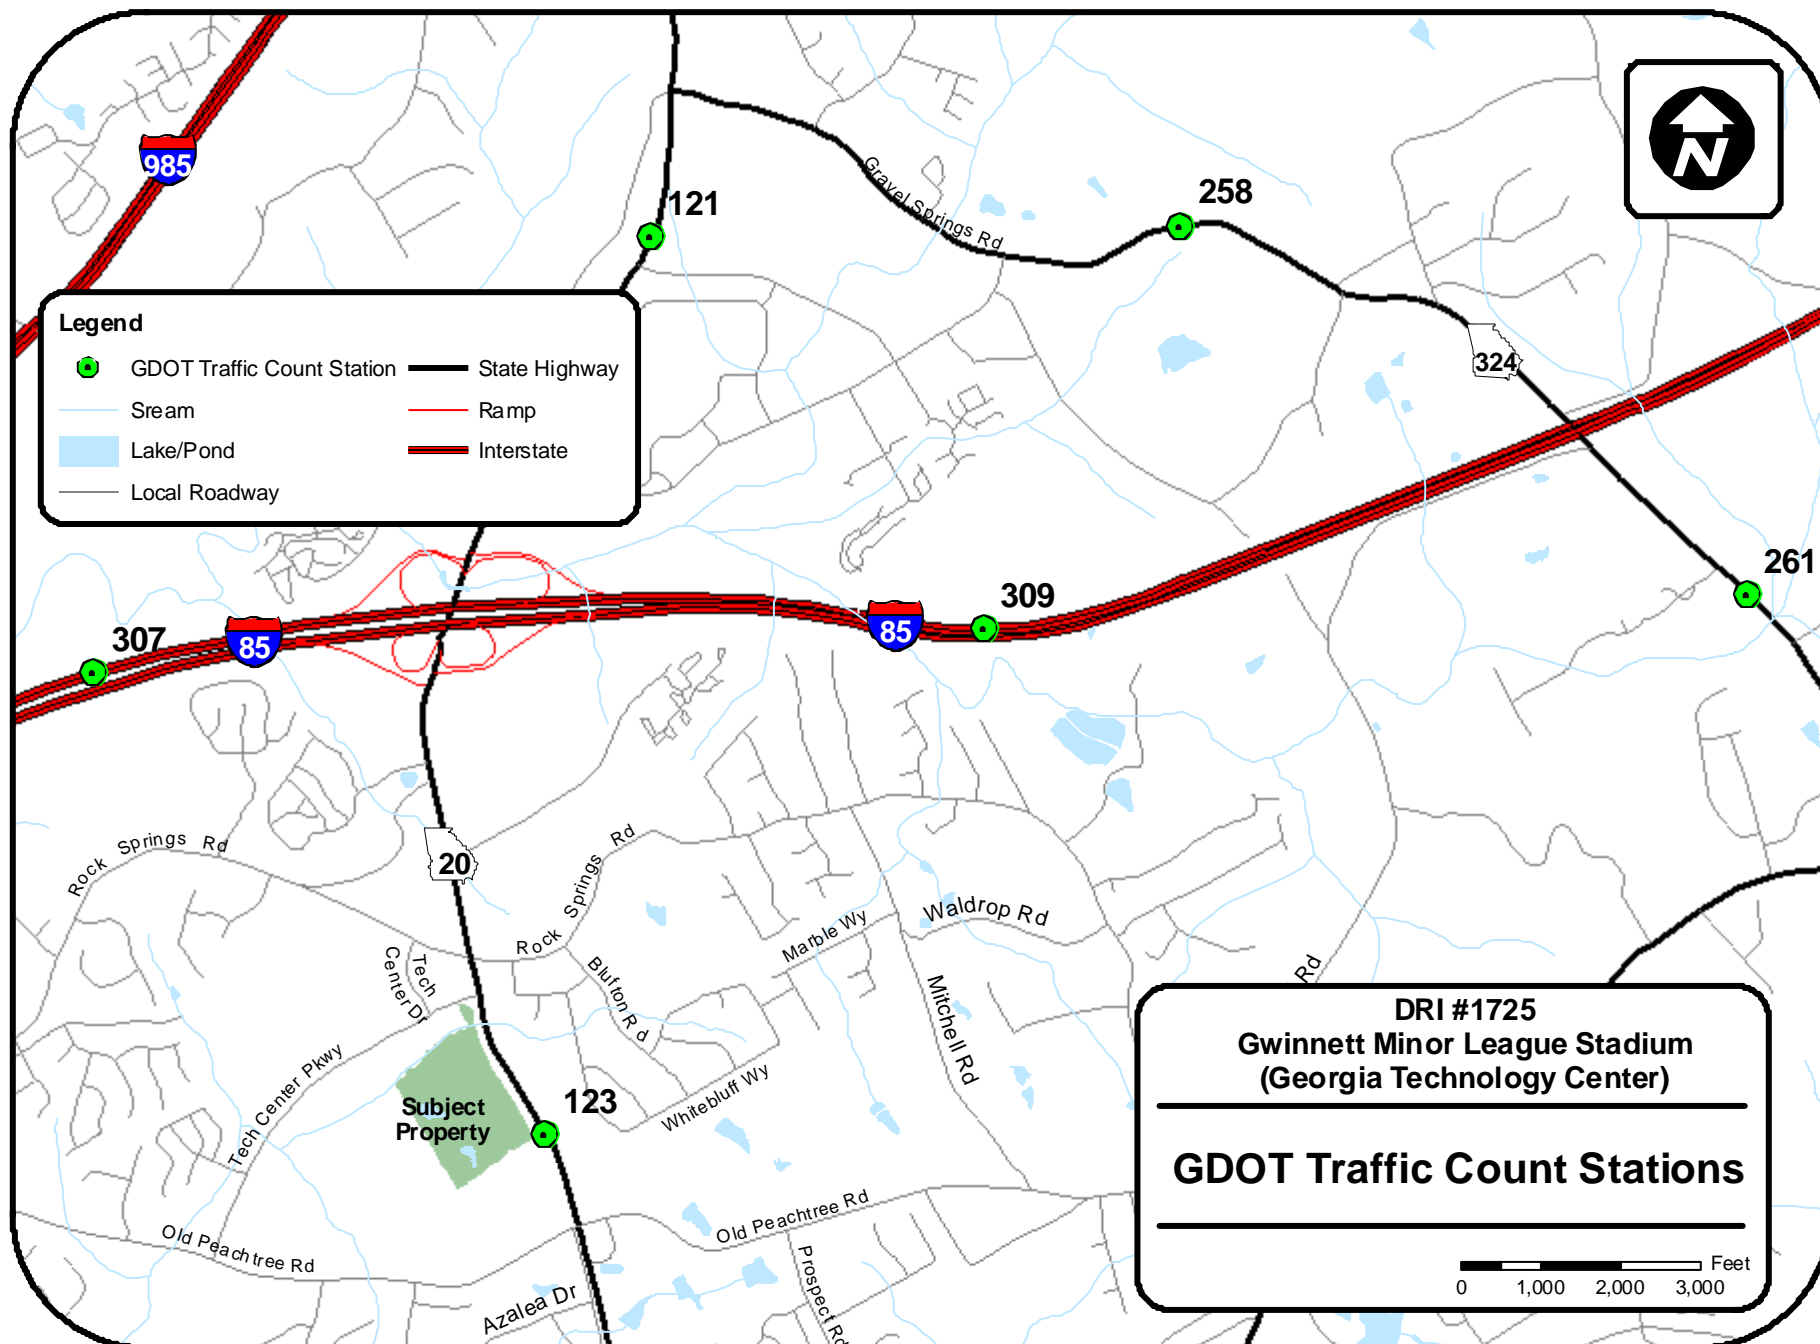 985
121
258
Gravel Springs Rd
N
Legend
GDOT Traffic Count Station
State Highway
Sream
Ramp
Lake/Pond
Interstate
Local Roadway
324
261
309
307
85
85
Rock Springs Rd
20
Rock Springs Rd
Marble Wy
Waldrop Rd
Tech Center Dr
Blufton Rd
Mitchell Rd
Rd
Tech Center Pkwy
Subject
Property
123
Whitebluff Wy
Old Peachtree Rd
Old Peachtree Rd
Azalea Dr
Prospect Rd
DRI #1725
Gwinnett Minor League Stadium
(Georgia Technology Center)
GDOT Traffic Count Stations
Feet
0 1,000 2,000 3,000